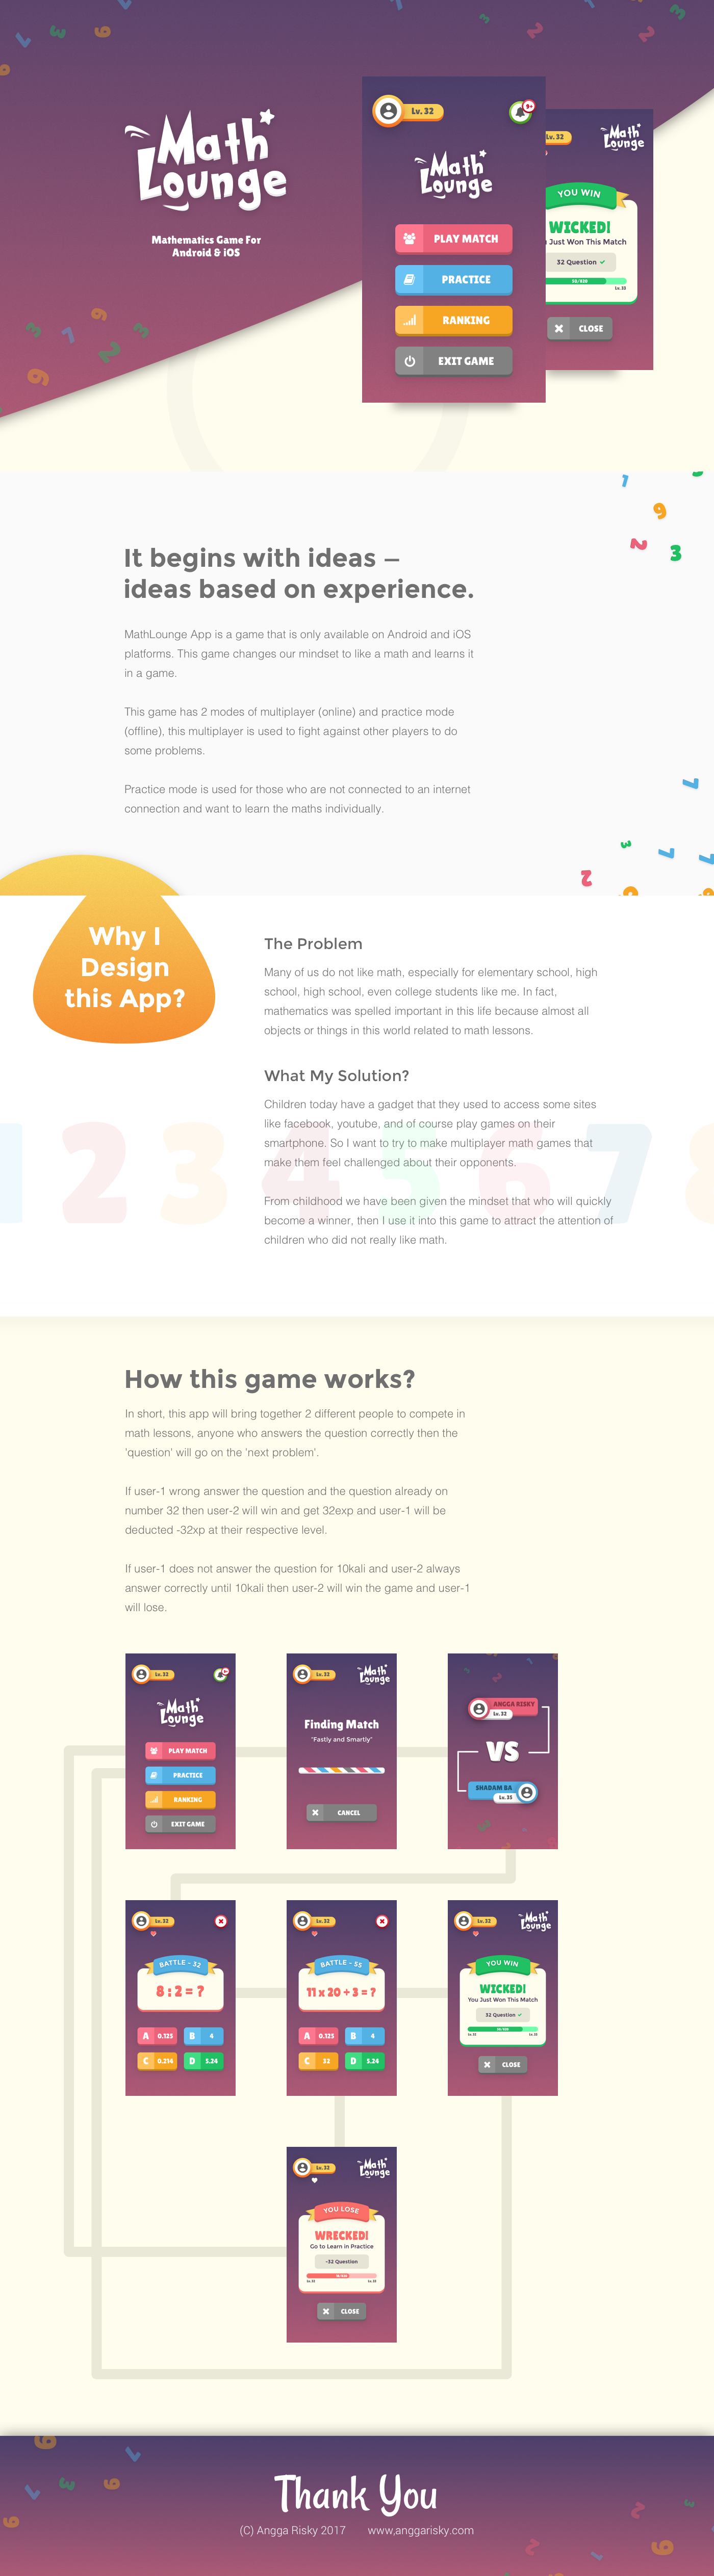 Math
Lounge
Mathematics Game For
Android & iOS
Lv. 32
9+
Math
Lounge
PLAY MATCH
PRACTICE
RANKING
EXIT GAME
Lv. 32
Math
Lounge
YOU WIN
WICKED!
Just Won This Match
32 Question
Lv. 33
CLOSE
It begins with ideas –
ideas based on experience.
MathLounge App is a game that is only available on Android and iOS
platforms. This game changes our mindset to like a math and learns it
in a game.
This game has 2 modes of multiplayer (online) and practice mode
(offline), this multiplayer is used to fight against other players to do
some problems.
Practice mode is used for those who are not connected to an internet
connection and want to learn the maths individually.
Why I
Design
this App?
The Problem
Many of us do not like math, especially for elementary school, high
school, high school, even college students like me. In fact,
mathematics was spelled important in this life because almost all
objects or things in this world related to math lessons.
What My Solution?
Children today have a gadget that they used to access some sites
like facebook, youtube, and of course play games on their
smartphone. So I want to try to make multiplayer math games that
make them feel challenged about their opponents.
From childhood we have been given the mindset that who will quickly
become a winner, then I use it into this game to attract the attention of
children who did not really like math.
1 2 3 4 5 6 7 8
How this game works?
In short, this app will bring together 2 different people to compete in
math lessons, anyone who answers the question correctly then the
'question' will go on the 'next problem'.
If user-1 wrong answer the question and the question already on
number 32 then user-2 will win and get 32exp and user-1 will be
deducted -32xp at their respective level.
If user-1 does not answer the question for 10kali and user-2 always
answer correctly until 10kali then user-2 will win the game and user-1
will lose.
Lv. 32
9+
Math
Lounge
PLAY MATCH
PRACTICE
RANKING
EXIT GAME
Lv. 32
Math
Lounge
Finding Match
"Fastly and Smartly"
CANCEL
ANGGA RISKY
Lv. 32
VS
SHADAM BA
Lv. 35
Lv. 32
BATTLE - 32
8 : 2 = ?
A 0.125
B 4
C 0.214
D 5.24
Lv. 32
BATTLE - 55
11 x 20 ÷ 3 = ?
A 0.125
B 4
C 32
D 5.24
Lv. 32
Math
Lounge
YOU WIN
WICKED!
You Just Won This Match
32 Question
CLOSE
Lv. 32
Math
Lounge
YOU LOSE
WRECKED!
Go to Learn in Practice
-32 Question
CLOSE
Thank You
(C) Angga Risky 2017
www,anggarisky.com